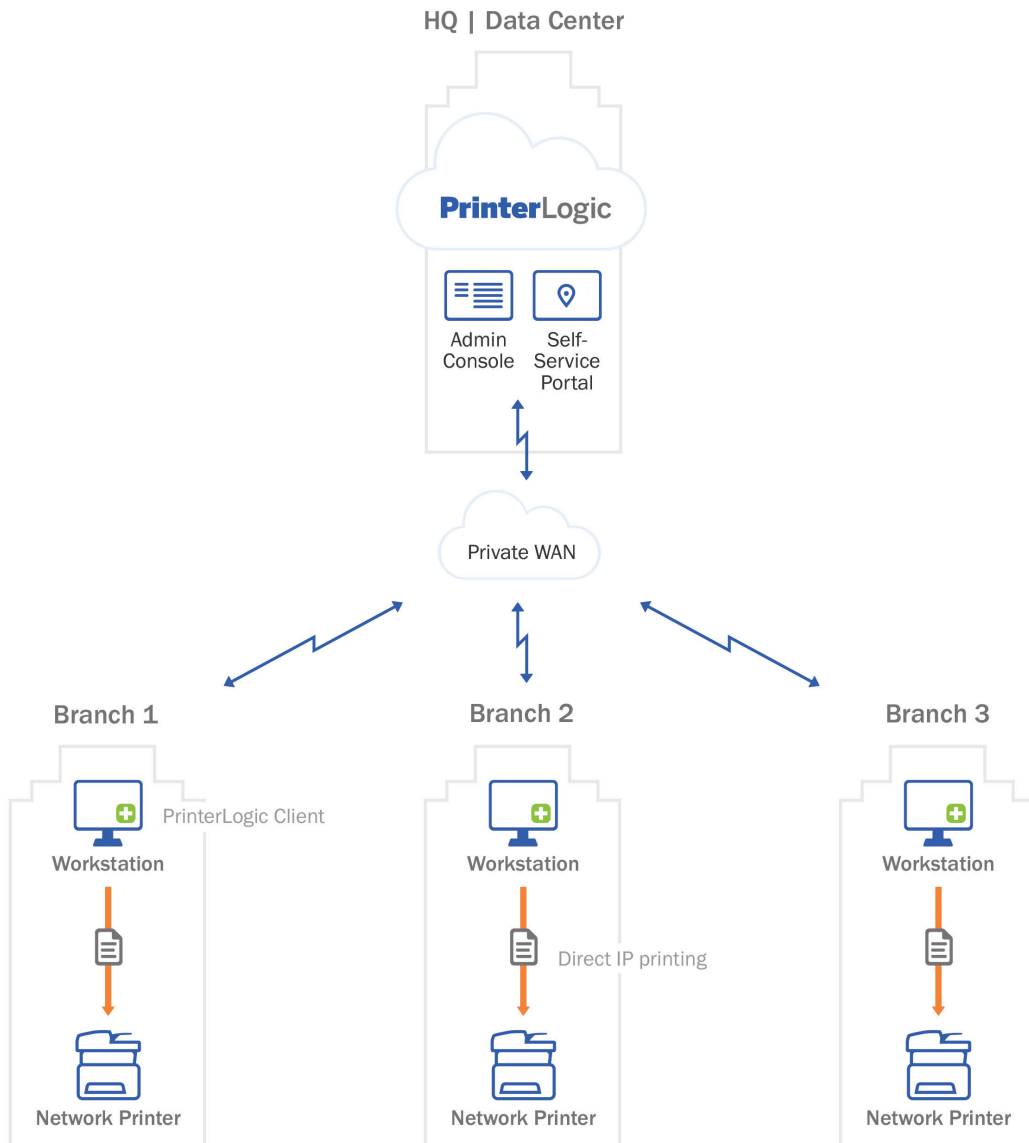 HQ | Data Center
PrinterLogic
Admin
Console
Self-
Service
Portal
Private WAN
Branch 1
Branch 2
Branch 3
PrinterLogic Client
Workstation
Workstation
Workstation
Direct IP printing
Network Printer
Network Printer
Network Printer